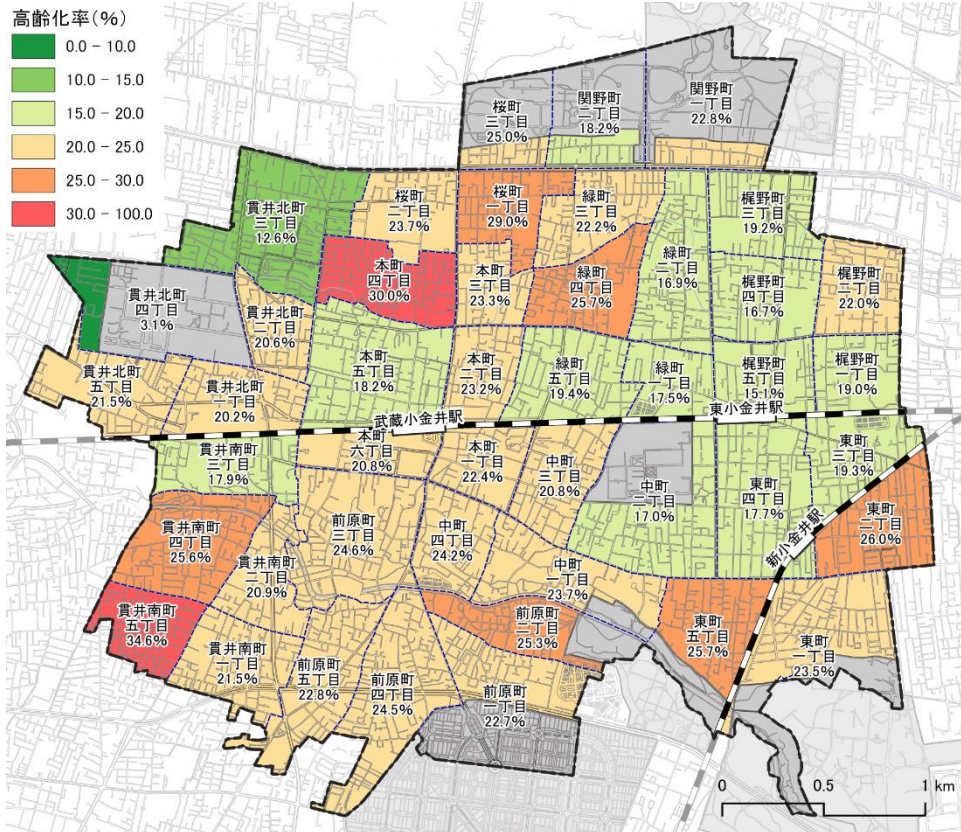 高齢化率(%)
0.0 - 10.0
10.0 - 15.0
15.0 - 20.0
20.0 - 25.0
25.0 - 30.0
30.0 - 100.0
桜町
三丁目
25.0%
関野町
二丁目
18.2%
関野町
一丁目
22.8%
貫井北町
三丁目
12.6%
桜町
二丁目
23.7%
桜町
一丁目
29.0%
緑町
三丁目
22.2%
緑町
二丁目
16.9%
梶野町
三丁目
19.2%
貫井北町
四丁目
3.1%
貫井北町
二丁目
20.6%
本町
四丁目
30.0%
本町
三丁目
23.3%
緑町
四丁目
25.7%
梶野町
四丁目
16.7%
梶野町
二丁目
22.0%
貫井北町
五丁目
21.5%
貫井北町
一丁目
20.2%
本町
五丁目
18.2%
本町
二丁目
23.2%
緑町
五丁目
19.4%
緑町
一丁目
17.5%
梶野町
五丁目
15.1%
梶野町
一丁目
19.0%
武蔵小金井駅
東小金井駅
貫井南町
三丁目
17.9%
本町
六丁目
20.8%
本町
一丁目
22.4%
中町
三丁目
20.8%
中町
二丁目
17.0%
東町
四丁目
17.7%
東町
三丁目
19.3%
貫井南町
四丁目
25.6%
貫井南町
二丁目
20.9%
前原町
三丁目
24.6%
中町
四丁目
24.2%
中町
一丁目
23.7%
新小金井駅
東町
二丁目
26.0%
貫井南町
五丁目
34.6%
貫井南町
一丁目
21.5%
前原町
五丁目
22.8%
前原町
四丁目
24.5%
前原町
二丁目
25.3%
前原町
一丁目
22.7%
東町
五丁目
25.7%
東町
一丁目
23.5%
0 0.5 1 km